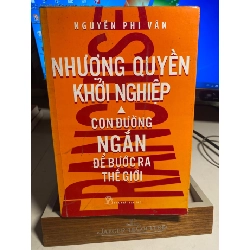 NGUYỄN PHI VÂN
NHƯỢNG QUYỀN
KHỞI NGHIỆP
CON ĐƯỜNG
NGẮN
ĐỂ BƯỚC RA
THẾ GIỚI